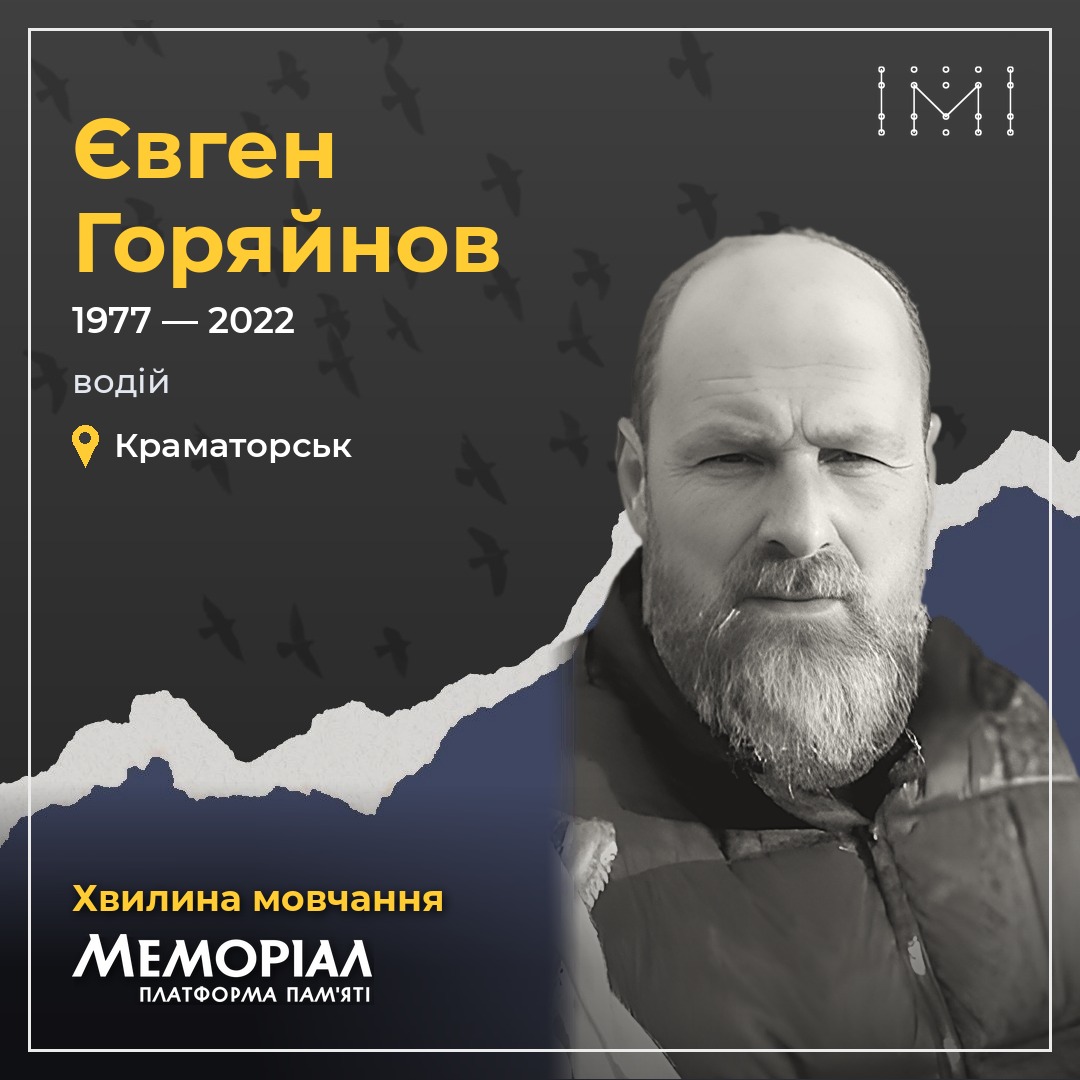 Євген
Горяйнов
1977 — 2022
водій
Краматорськ
Хвилина мовчання
МЕМОРІАЛ
ПЛАТФОРМА ПАМ'ЯТІ